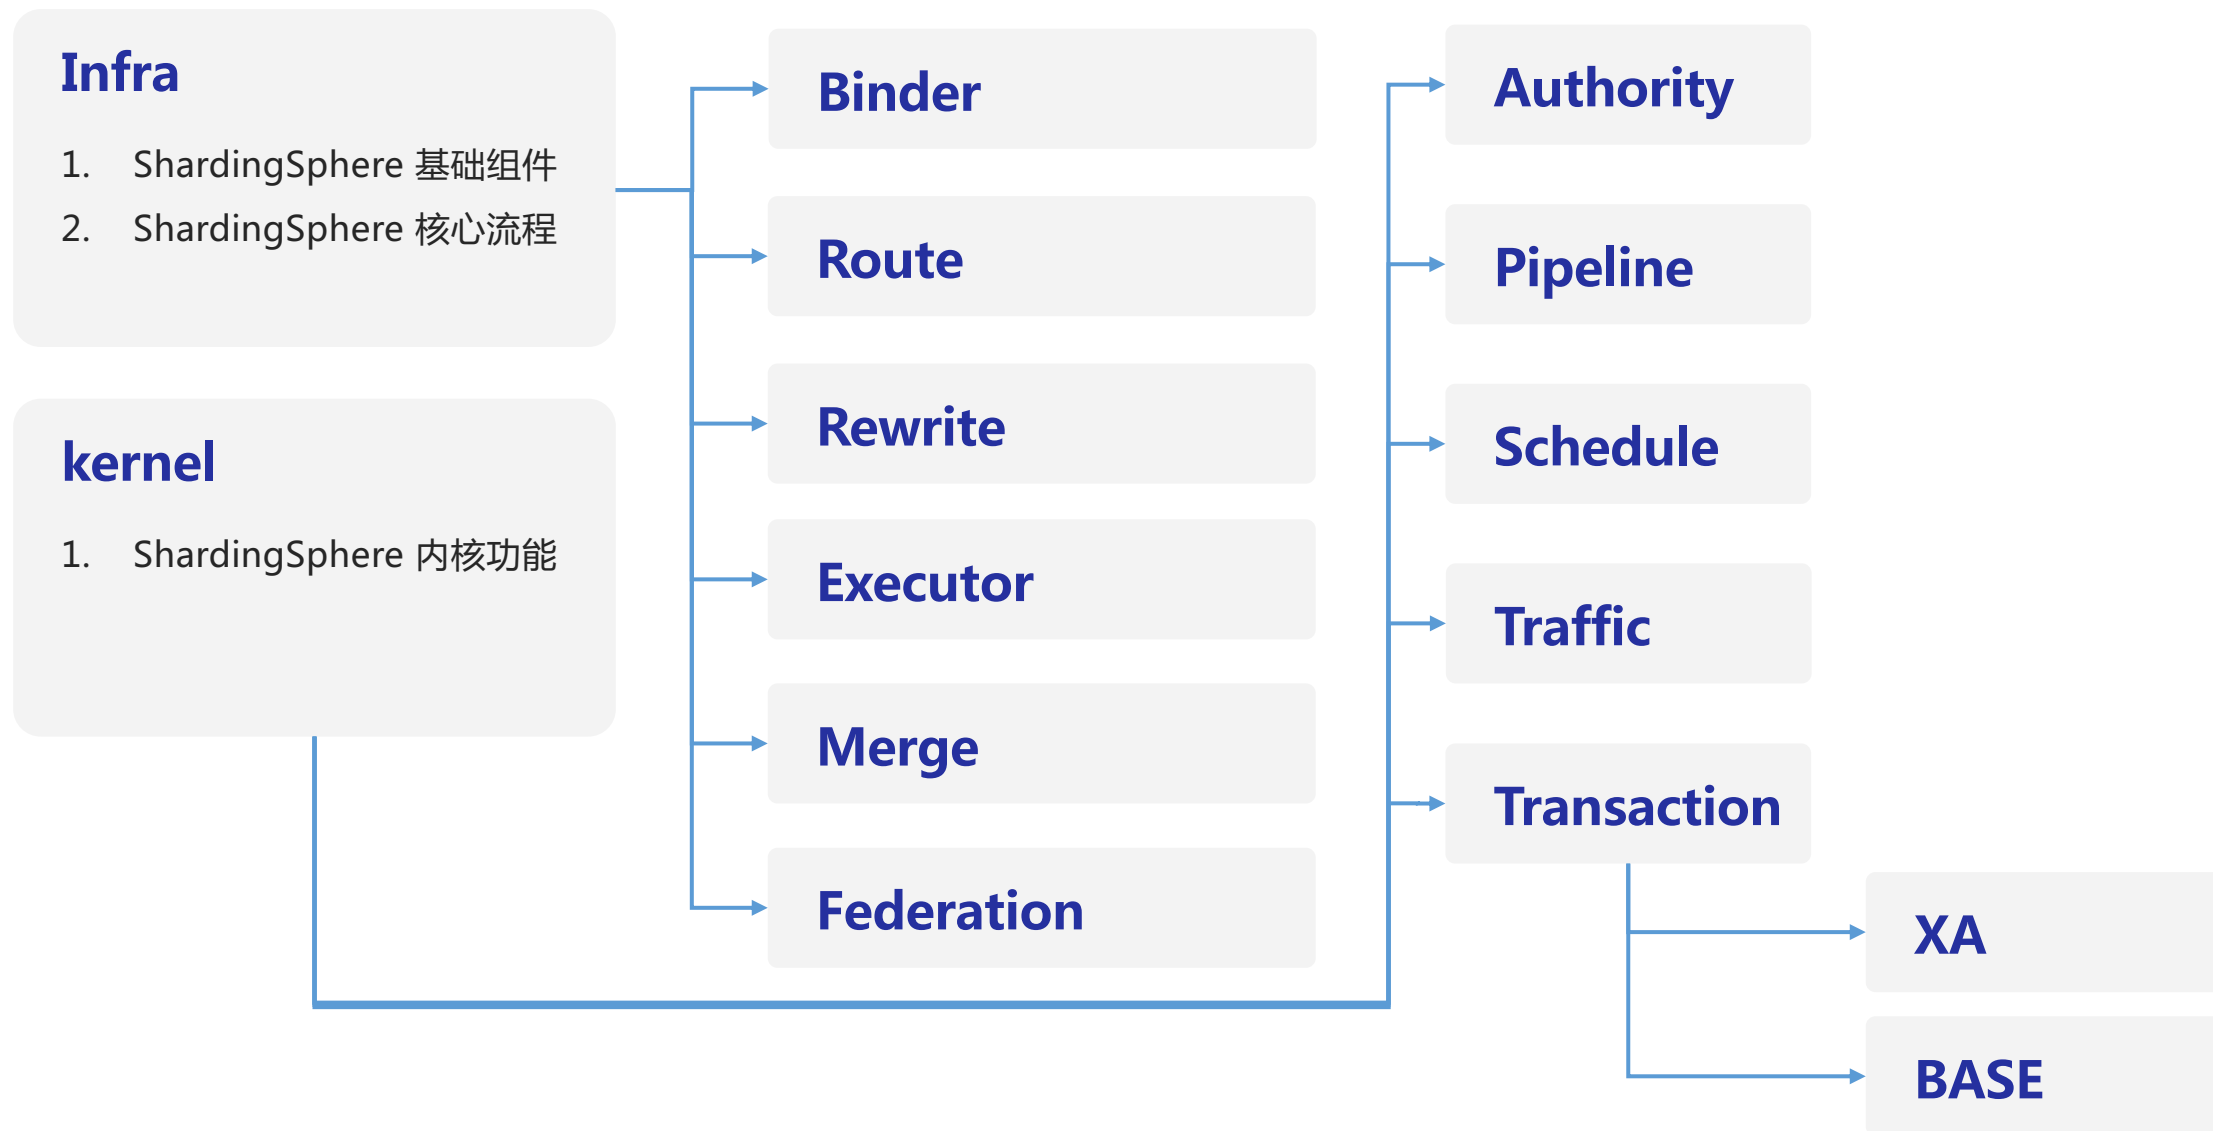 Infra
1. ShardingSphere 基础组件
2. ShardingSphere 核心流程
kernel
1. ShardingSphere 内核功能
Binder
Route
Rewrite
Executor
Merge
Federation
Authority
Pipeline
Schedule
Traffic
Transaction
XA
BASE